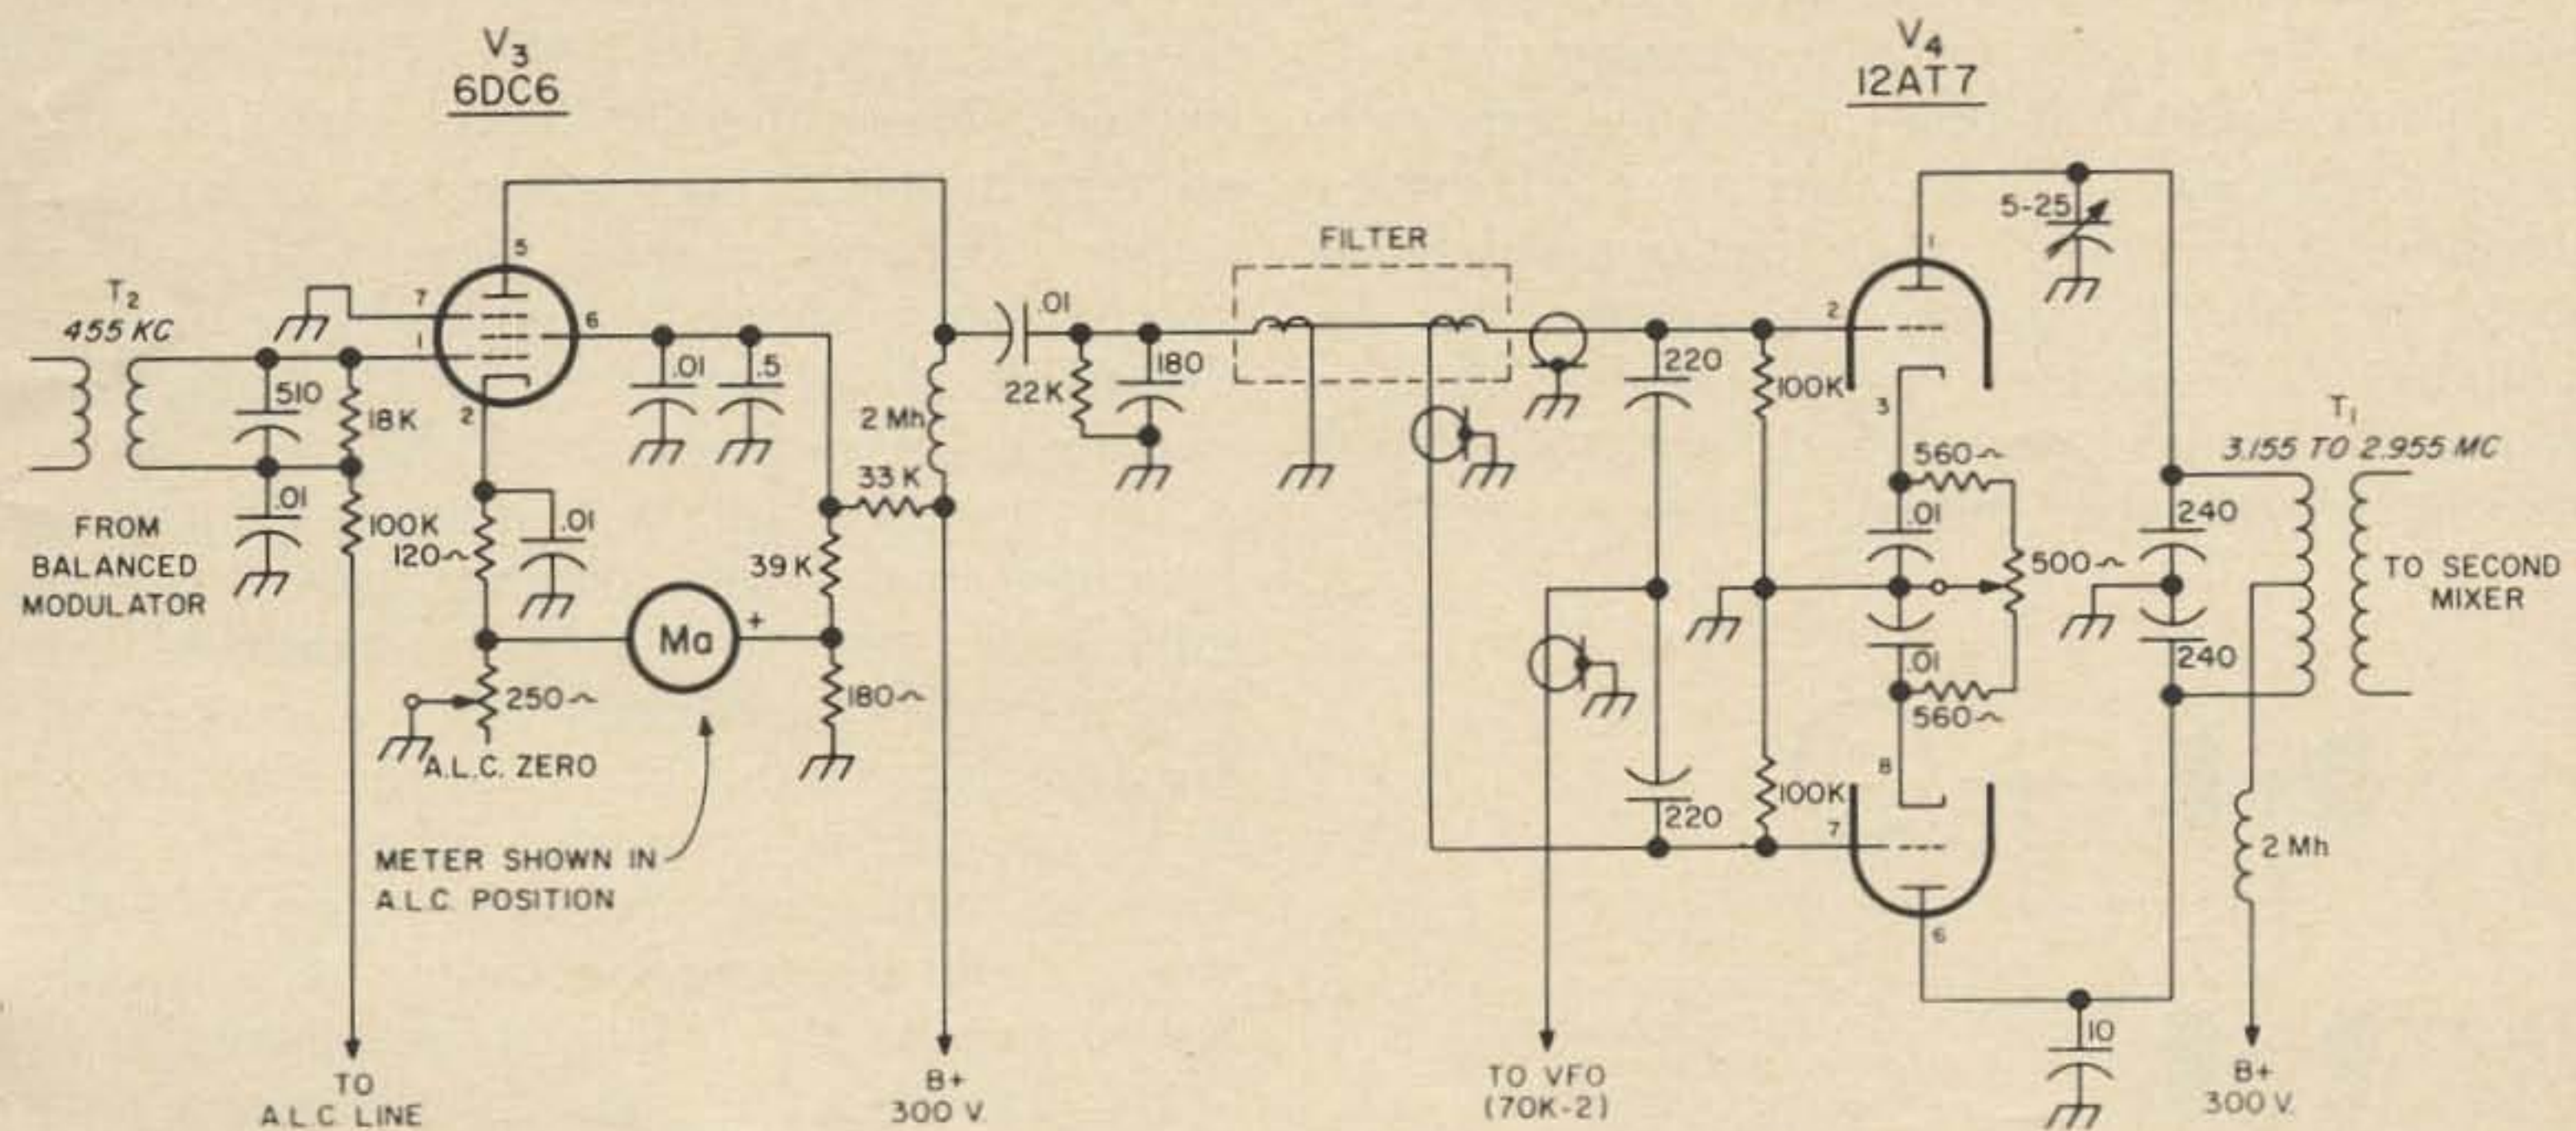 V3
6DC6
V4
12AT7
T2
455 KC
FROM
BALANCED
MODULATOR
510
18K
.01
100K
7
1
5
6
2
120~
.01
.01
.5
2 Mh
33 K
39 K
Ma
+
250~
180~
A.L.C. ZERO
METER SHOWN IN
A.L.C. POSITION
TO
A.L.C. LINE
B+
300 V.
.01
22K
180
FILTER
220
100K
220
100K
TO VFO
(70K-2)
2
1
3
8
7
6
5-25
560~
.01
500~
.01
560~
240
240
10
T1
3.155 TO 2.955 MC
TO SECOND
MIXER
2 Mh
B+
300 V.